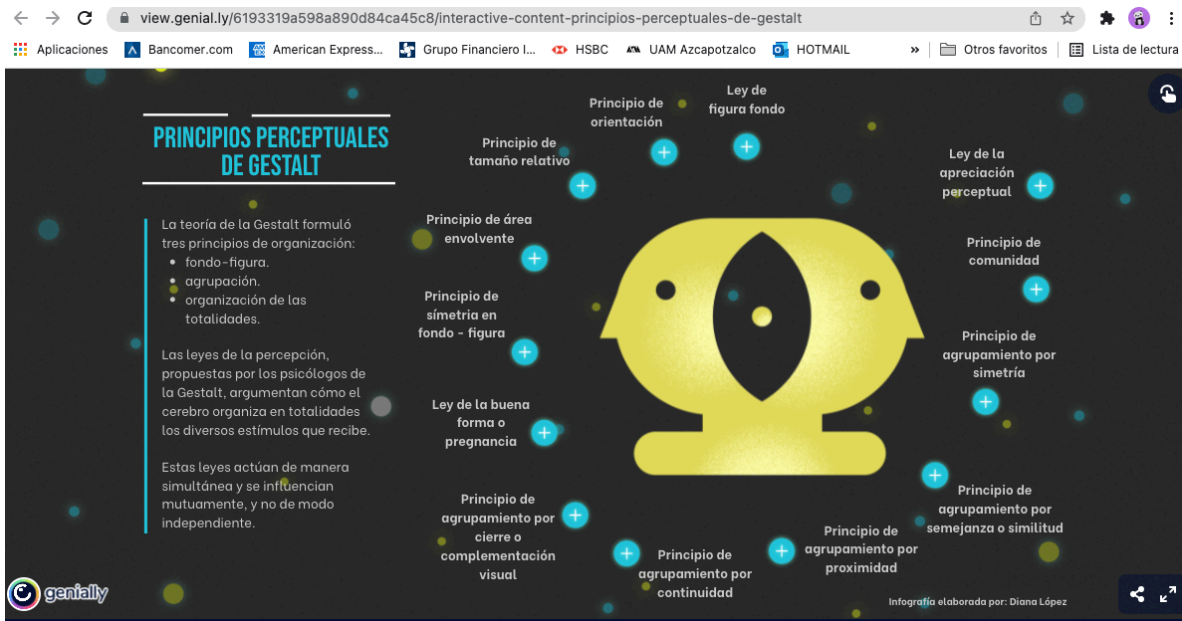 view.genial.ly/6193319a598a890d84ca45c8/interactive-content-principios-perceptuales-de-gestalt
Aplicaciones
Bancomer.com
American Express...
Grupo Financiero I...
HSBC
UAM Azcapotzalco
HOTMAIL
»
Otros favoritos
Lista de lectura
PRINCIPIOS PERCEPTUALES
DE GESTALT
La teoría de la Gestalt formuló
tres principios de organización:
• fondo-figura.
• agrupación.
• organización de las
totalidades.
Las leyes de la percepción,
propuestas por los psicólogos de
la Gestalt, argumentan cómo el
cerebro organiza en totalidades
los diversos estímulos que recibe.
Estas leyes actúan de manera
simultánea y se influencian
mutuamente, y no de modo
independiente.
Ley de
figura fondo
Principio de
orientación
Principio de
tamaño relativo
Principio de área
envolvente
Principio de
símetria en
fondo - figura
Ley de la buena
forma o
pregnancia
Principio de
agrupamiento por
cierre o
complementación
visual
Principio de
agrupamiento por
continuidad
Principio de
agrupamiento por
proximidad
Principio de
agrupamiento por
semejanza o similitud
Principio de
agrupamiento por
simetría
Principio de
comunidad
Ley de la
apreciación
perceptual
genially
Infografía elaborada por: Diana López